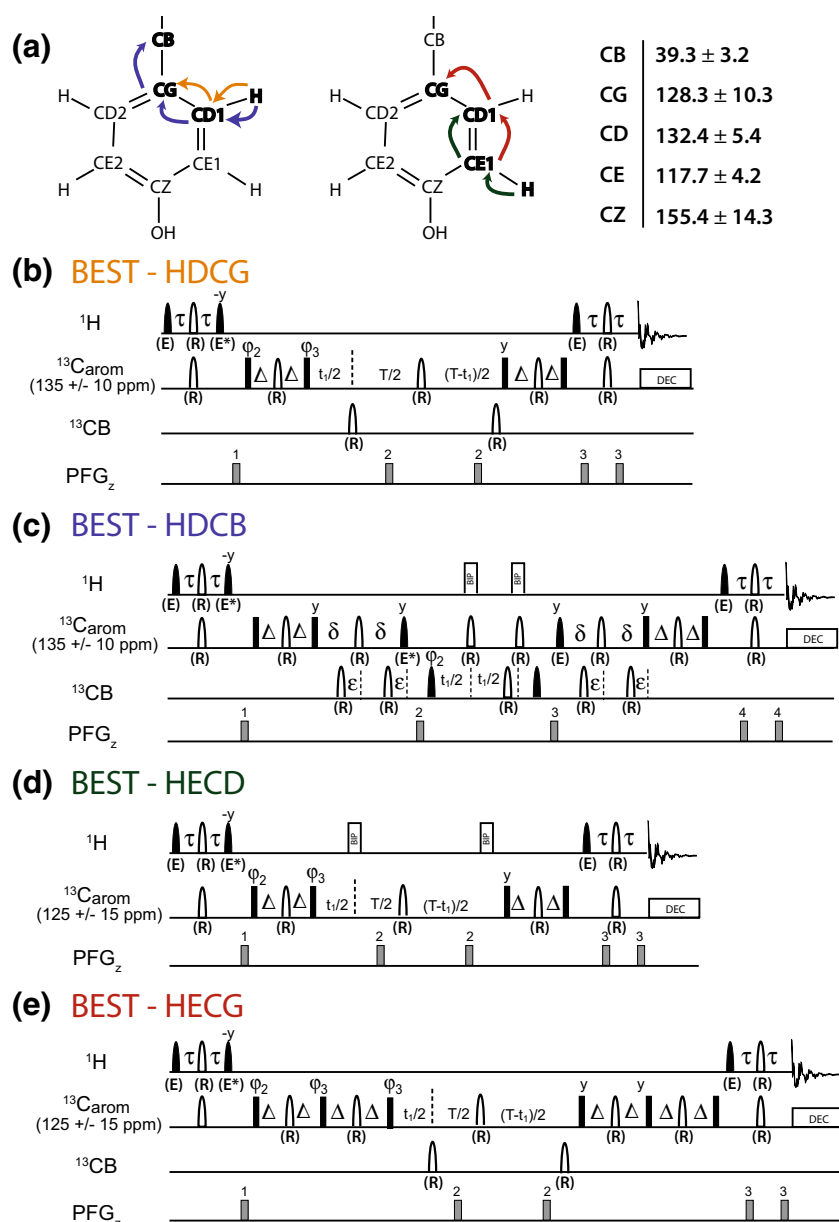 (a)
CB CB
CG H CG H
H CD2 CD1 H CD2 CD1
CE2 CE1 CE2 CE1
H CZ H H CZ H
OH OH
CB 39.3 ± 3.2
CG 128.3 ± 10.3
CD 132.4 ± 5.4
CE 117.7 ± 4.2
CZ 155.4 ± 14.3
(b) BEST - HDCG
-y
¹H τ τ τ τ
(E) (R) (E*) (E) (R)
φ2 φ3 y
¹³Carom Δ Δ t₁/2 T/2 (T-t₁)/2 Δ Δ DEC
(135 +/- 10 ppm) (R) (R) (R) (R) (R)
¹³CB
(R) (R)
1 2 2 3 3
PFGz
(c) BEST - HDCB
-y
¹H τ τ BIP BIP τ τ
(E) (R) (E*) (E) (R)
y y y
¹³Carom Δ Δ δ δ δ δ Δ Δ DEC
(135 +/- 10 ppm) (R) (R) (R) (E*) (R) (R) (E) (R) (R) (R)
φ2
¹³CB ε ε t₁/2 t₁/2 ε ε
(R) (R) (R) (R) (R)
1 2 3 4 4
PFGz
(d) BEST - HECD
-y
¹H τ τ BIP BIP τ τ
(E) (R) (E*) (E) (R)
φ2 φ3 y
¹³Carom Δ Δ t₁/2 T/2 (T-t₁)/2 Δ Δ DEC
(125 +/- 15 ppm) (R) (R) (R) (R) (R)
1 2 2 3 3
PFGz
(e) BEST - HECG
-y
¹H τ τ τ τ
(E) (R) (E*) (E) (R)
φ2 φ3 φ3 y y
¹³Carom Δ Δ Δ Δ t₁/2 T/2 (T-t₁)/2 Δ Δ Δ Δ DEC
(125 +/- 15 ppm) (R) (R) (R) (R) (R) (R)
¹³CB
(R) (R)
1 2 2 3 3
PFGz